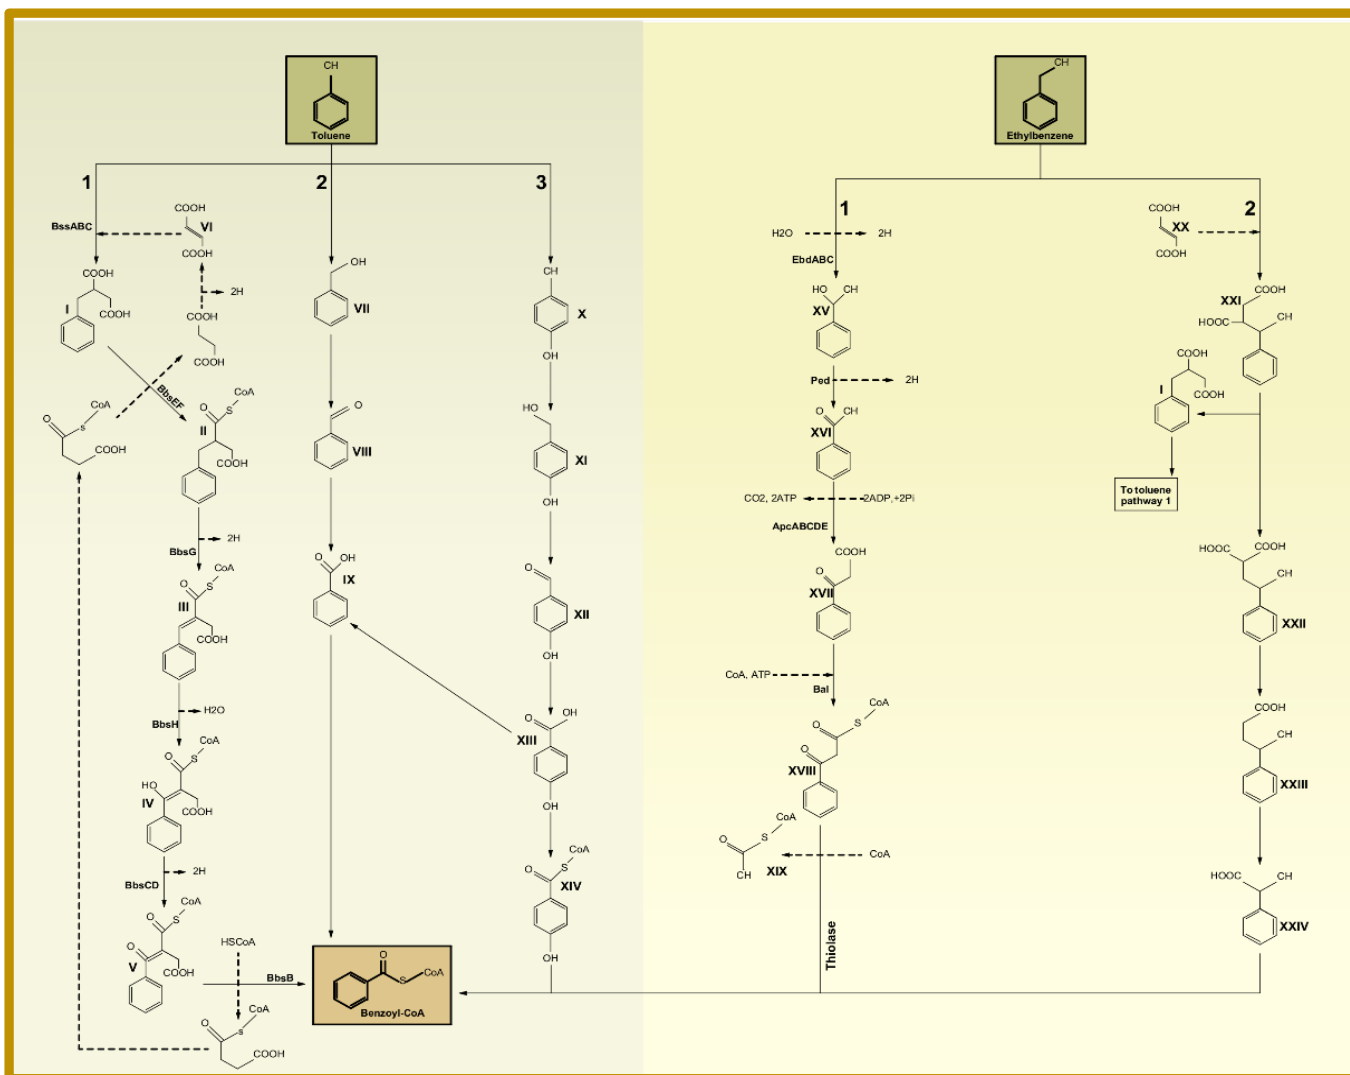 CH
Toluene
CH
Ethylbenzene
1
2
3
1
2
BssABC
COOH
VI
COOH
COOH
I
COOH
2H
COOH
COOH
BbsEF
CoA
S
O
COOH
CoA
S
O
II
COOH
BbsG
2H
CoA
S
O
III
COOH
BbsH
H2O
CoA
S
O
HO
IV
COOH
BbsCD
2H
CoA
S
O
O
V
COOH
HSCoA
BbsB
CoA
S
O
COOH
OH
VII
O
VIII
OH
O
IX
O
S
CoA
Benzoyl-CoA
CH
X
OH
HO
XI
OH
O
XII
OH
OH
O
XIII
OH
CoA
S
O
XIV
OH
H2O
2H
EbdABC
HO
CH
XV
Ped
2H
O
CH
XVI
CO2, 2ATP
2ADP,+2Pi
ApcABCDE
COOH
O
XVII
CoA, ATP
Bal
CoA
S
O
O
XVIII
CoA
S
O
CH
XIX
CoA
Thiolase
COOH
XX
COOH
COOH
XXI
HOOC
CH
COOH
I
COOH
To toluene
pathway 1
HOOC
COOH
CH
XXII
COOH
CH
XXIII
HOOC
CH
XXIV